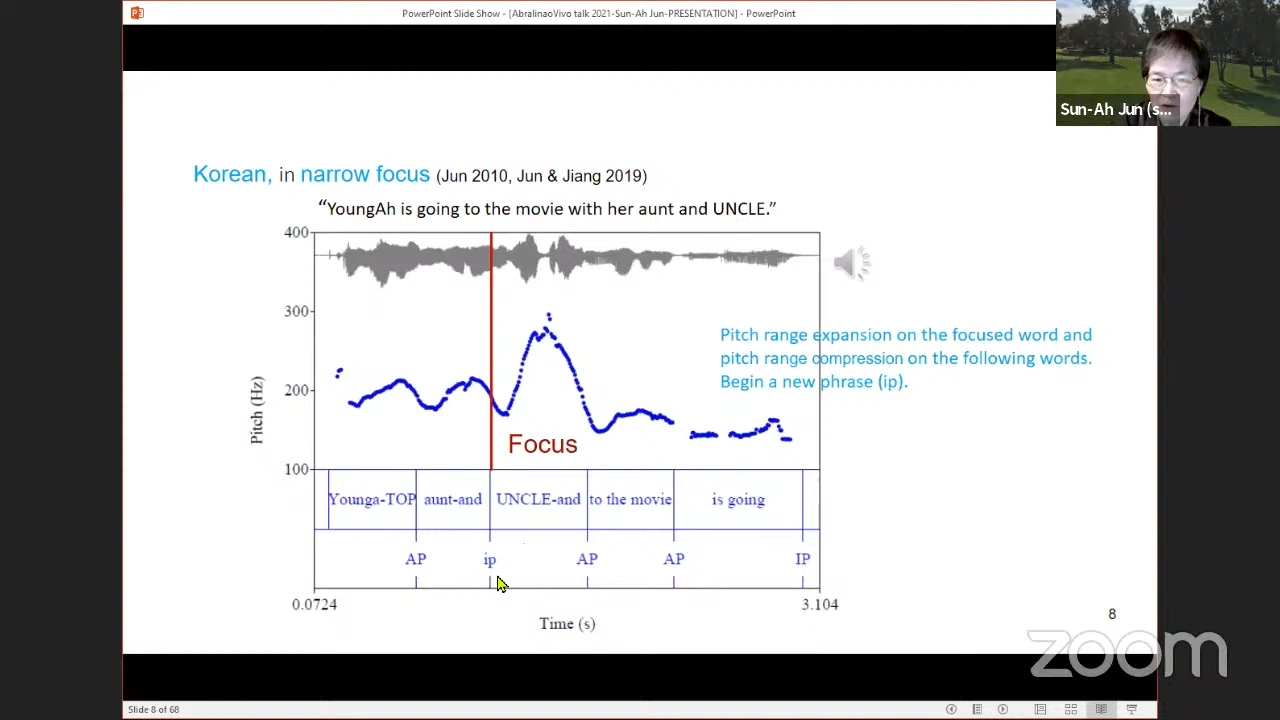 PowerPoint Slide Show - [AbralinaoVivo talk 2021-Sun-Ah Jun-PRESENTATION] - PowerPoint
Sun-Ah Jun (s...
Korean, in narrow focus (Jun 2010, Jun & Jiang 2019)
“YoungAh is going to the movie with her aunt and UNCLE.”
400
300
200
100
Pitch (Hz)
Pitch range expansion on the focused word and
pitch range compression on the following words.
Begin a new phrase (ip).
Focus
Younga-TOP aunt-and UNCLE-and to the movie is going
AP ip AP AP IP
0.0724 3.104
Time (s)
8
zoom
Slide 8 of 68